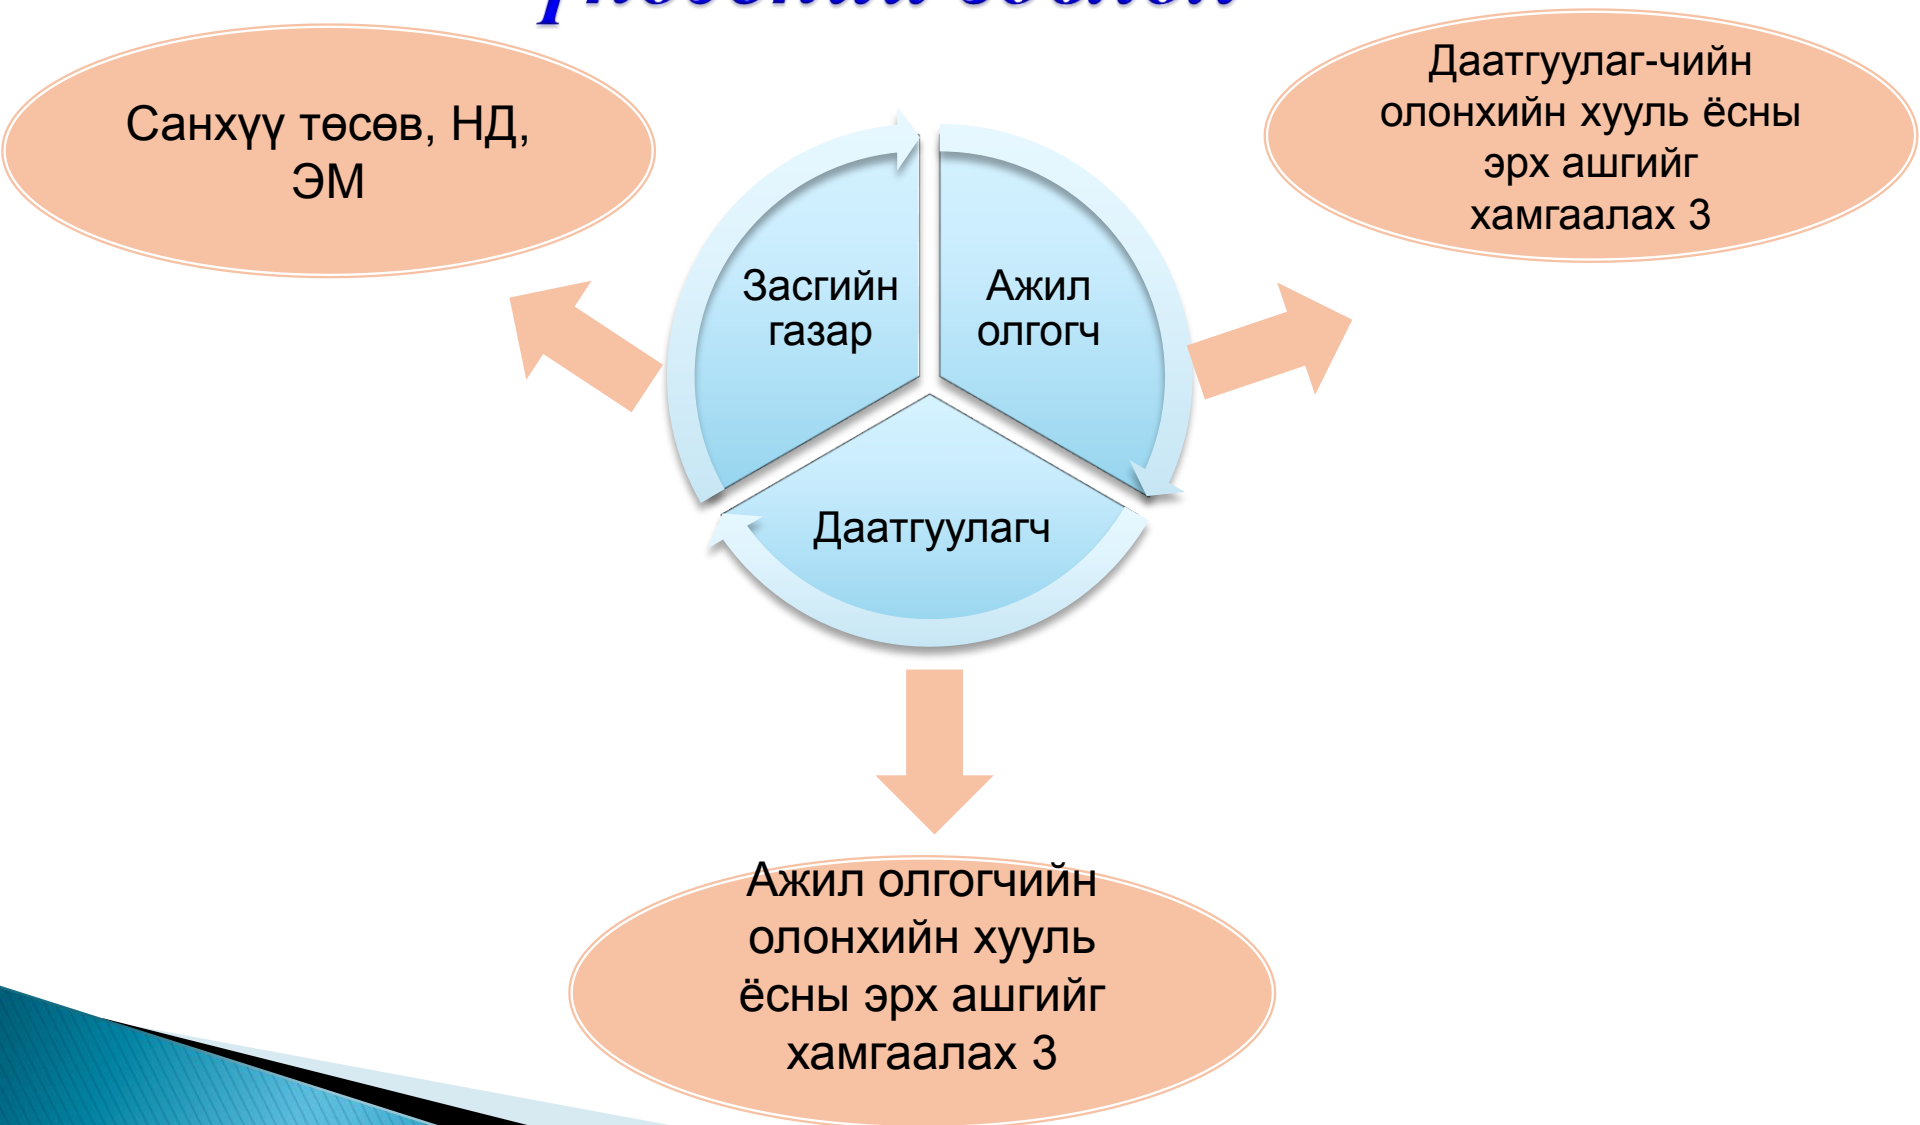 Санхүү төсөв, НД,
ЭМ
Даатгуулаг-чийн
олонхийн хууль ёсны
эрх ашгийг
хамгаалах 3
Засгийн
газар
Ажил
олгогч
Даатгуулагч
Ажил олгогчийн
олонхийн хууль
ёсны эрх ашгийг
хамгаалах 3